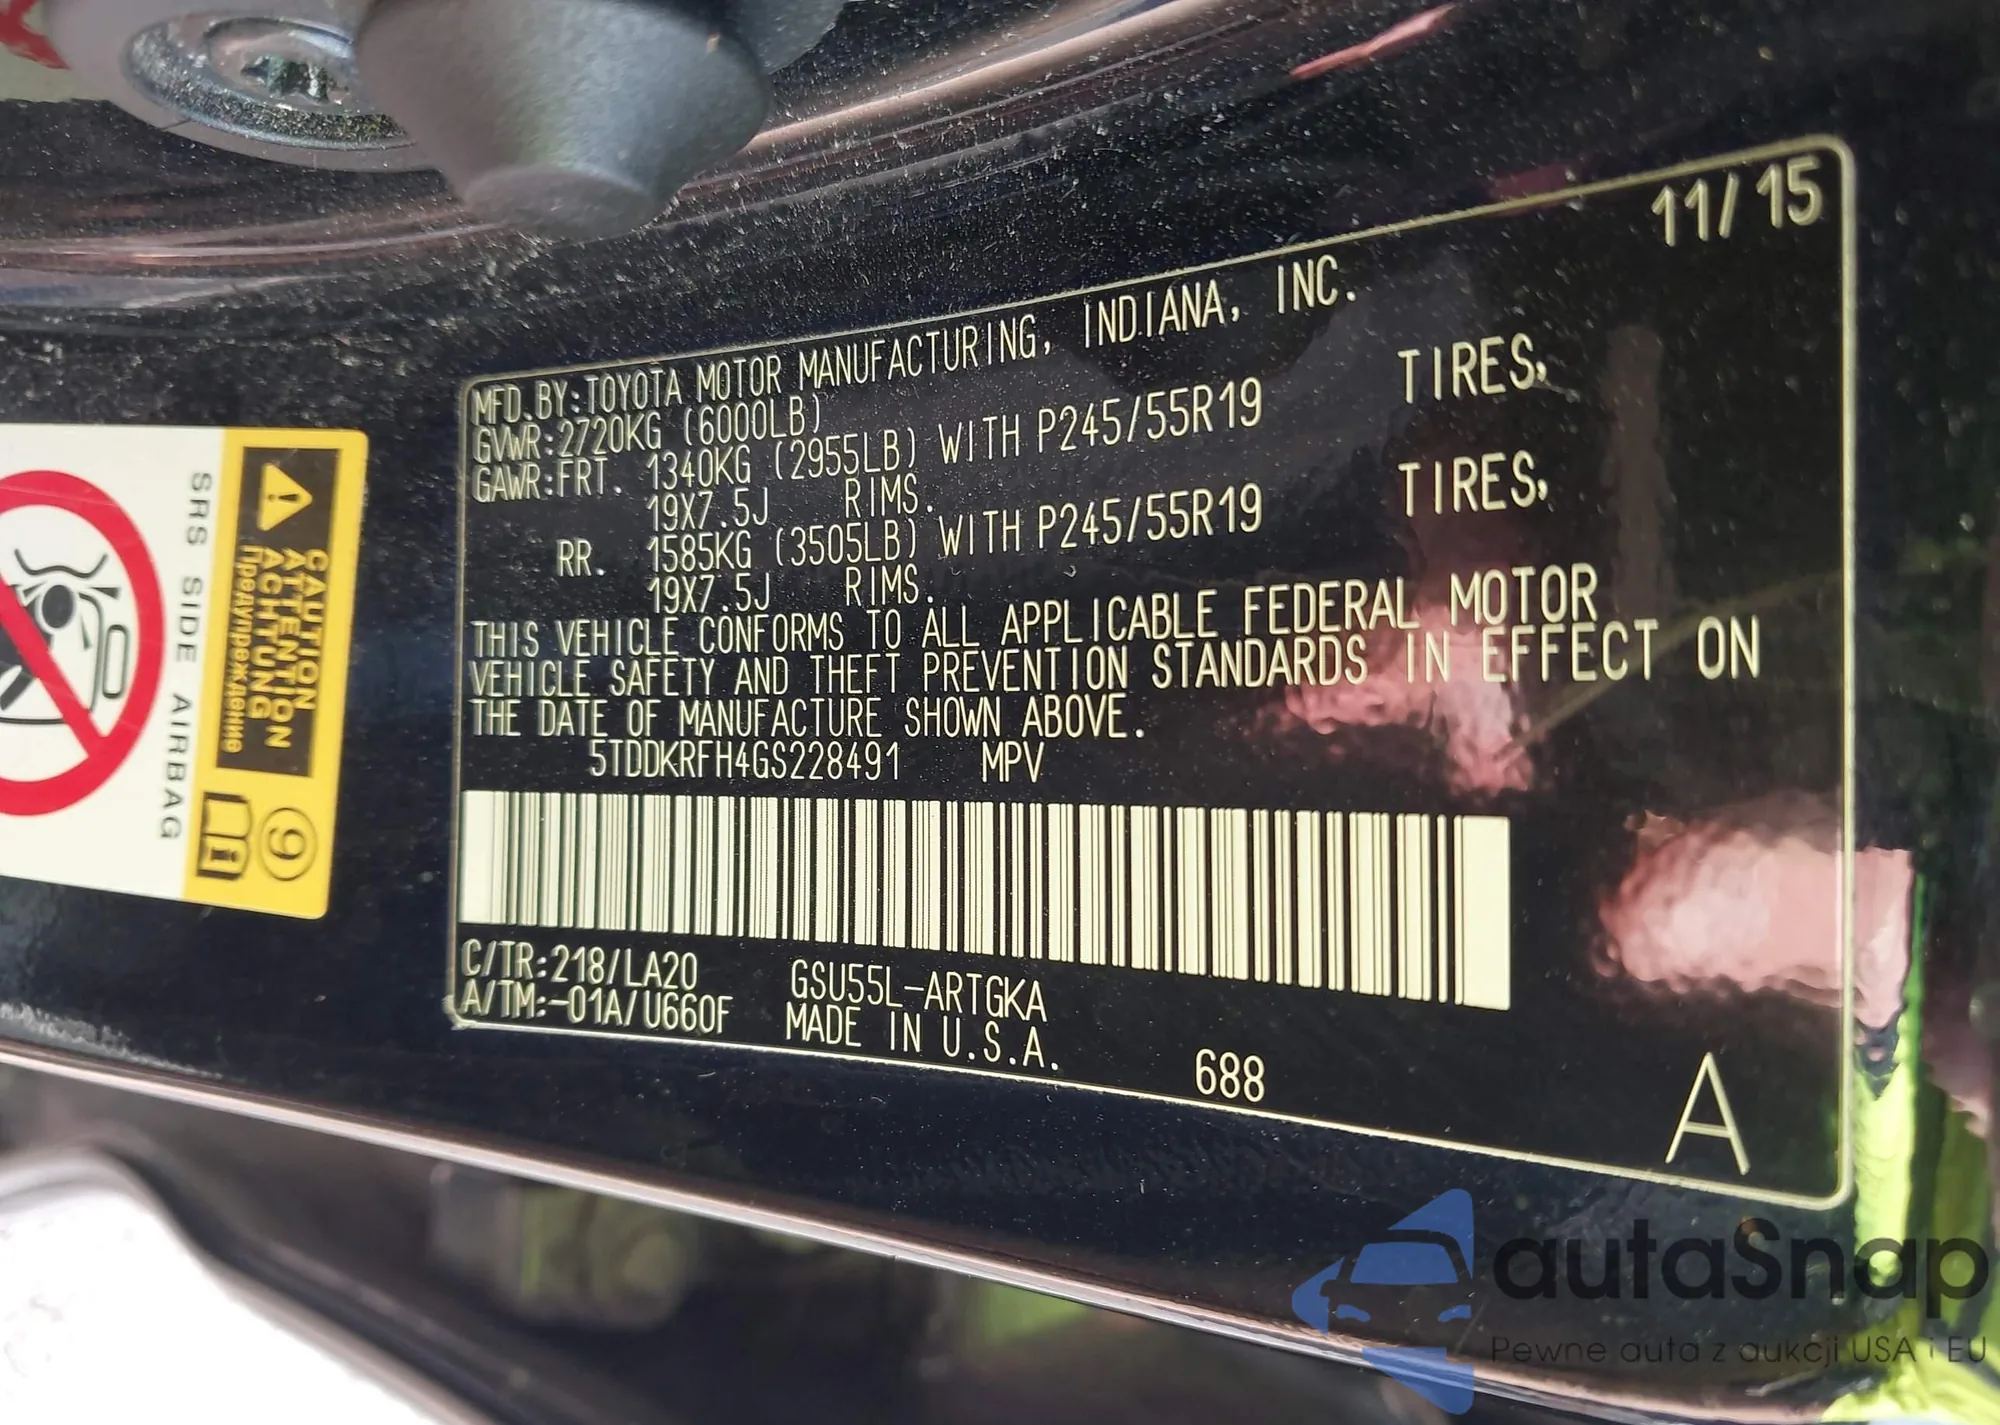 11/15
MFD.BY:TOYOTA MOTOR MANUFACTURING, INDIANA, INC.
GVWR:2720KG (6000LB)
GAWR:FRT. 1340KG (2955LB) WITH P245/55R19 TIRES,
19X7.5J RIMS.
RR. 1585KG (3505LB) WITH P245/55R19 TIRES,
19X7.5J RIMS.
THIS VEHICLE CONFORMS TO ALL APPLICABLE FEDERAL MOTOR
VEHICLE SAFETY AND THEFT PREVENTION STANDARDS IN EFFECT ON
THE DATE OF MANUFACTURE SHOWN ABOVE.
5TDDKRFH4GS228491 MPV
C/TR:218/LA20 GSU55L-ARTGKA
A/TM:-01A/U660F MADE IN U.S.A.
688
A
CAUTION
ATTENTION
ACHTUNG
Предупреждение
9
SRS SIDE AIRBAG
autaSnap
Pewne auta z aukcji USA i EU